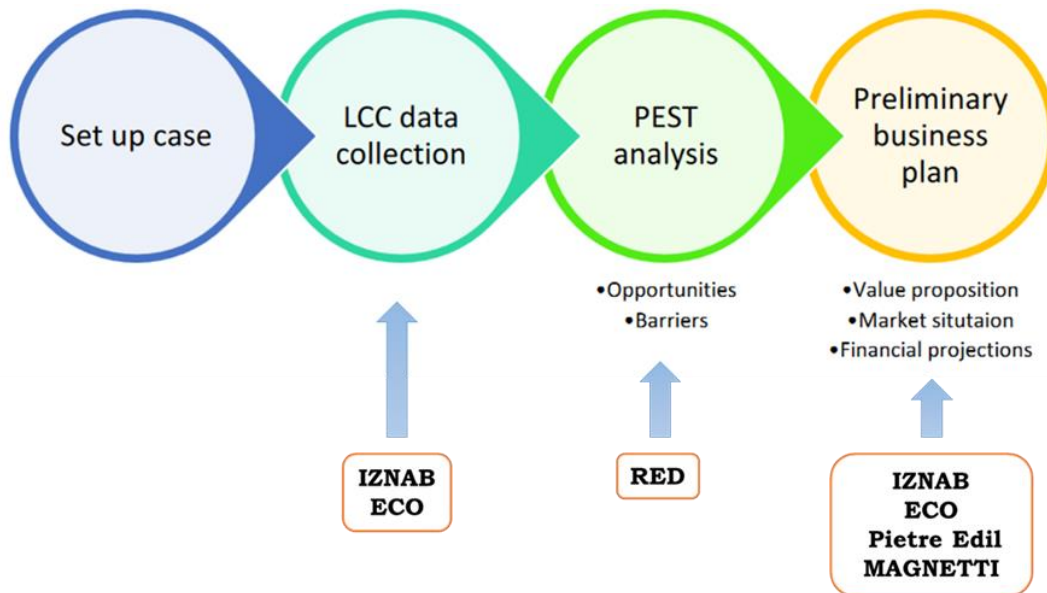 Set up case
LCC data
collection
PEST
analysis
Preliminary
business
plan
•Opportunities
•Barriers
•Value proposition
•Market situtaion
•Financial projections
IZNAB
ECO
RED
IZNAB
ECO
Pietre Edil
MAGNETTI